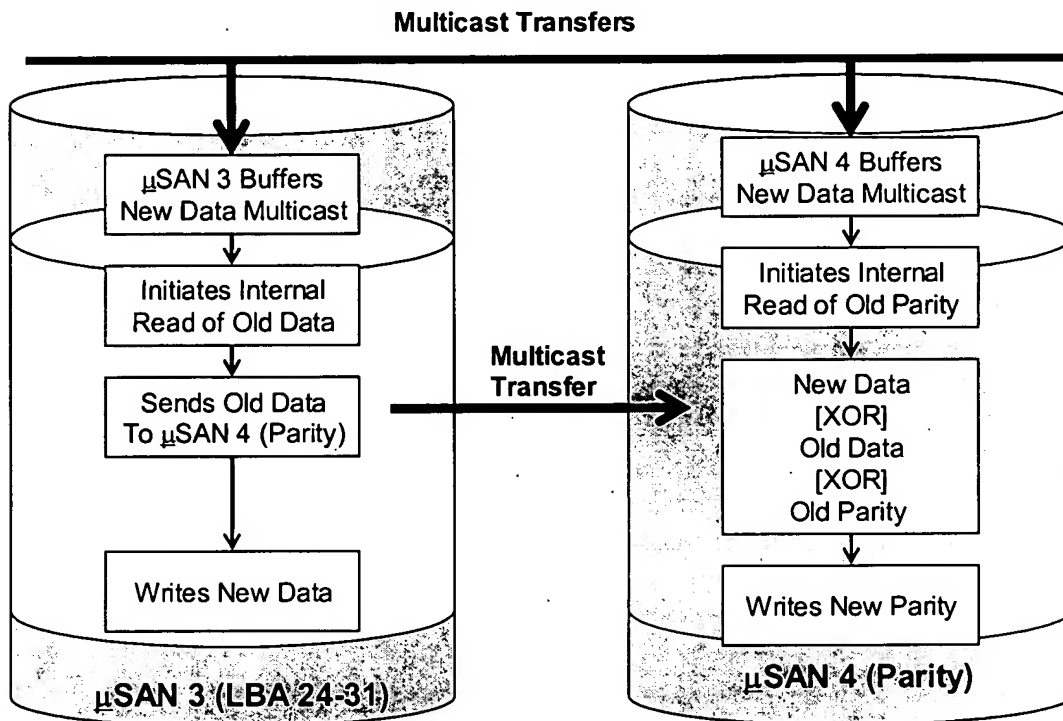 Multicast Transfers
µSAN 3 Buffers
New Data Multicast
Initiates Internal
Read of Old Data
Sends Old Data
To µSAN 4 (Parity)
Writes New Data
µSAN 3 (LBA 24-31)
Multicast
Transfer
µSAN 4 Buffers
New Data Multicast
Initiates Internal
Read of Old Parity
New Data
[XOR]
Old Data
[XOR]
Old Parity
Writes New Parity
µSAN 4 (Parity)